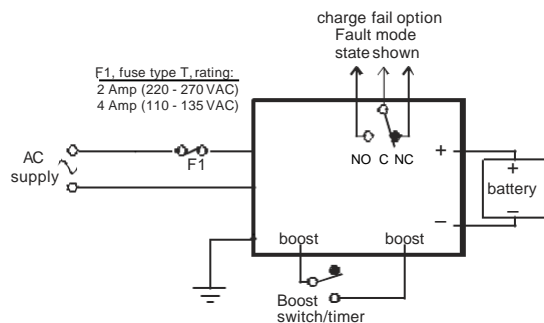 charge fail option
Fault mode
state shown
F1, fuse type T, rating:
2 Amp (220 - 270 VAC)
4 Amp (110 - 135 VAC)
AC
supply
F1
NO C NC
+
+
battery
–
–
boost
boost
Boost
switch/timer